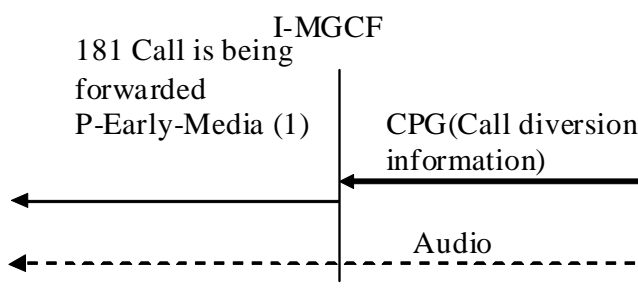 I-MGCF
181 Call is being
forwarded
P-Early-Media (1)
CPG(Call diversion
information)
Audio